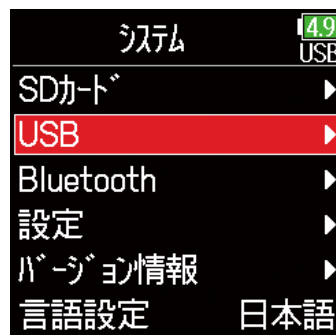 システム
4.9
USB
SDカード
USB
Bluetooth
設定
バージョン情報
言語設定 日本語